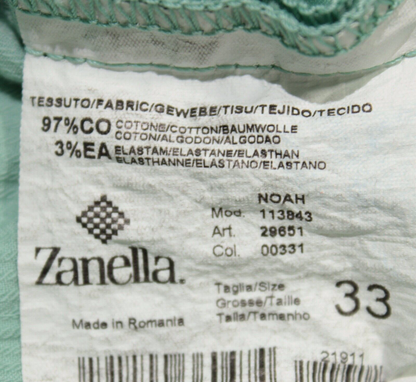 TESSUTO/FABRIC/GEWEBE/TISU/TEJIDO/TECIDO
97%CO COTONE/COTTON/BAUMWOLLE
COTON/ALGODON/ALGODAO
3%EA ELASTAM/ELASTANE/ELASTHAN
ELASTHANNE/ELASTANO/ELASTANO
NOAH
Mod. 113843
Art. 29651
Col. 00331
Zanella.
Taglia/Size
Grosse/Taille
Talla/Tamanho
33
Made in Romania
21911